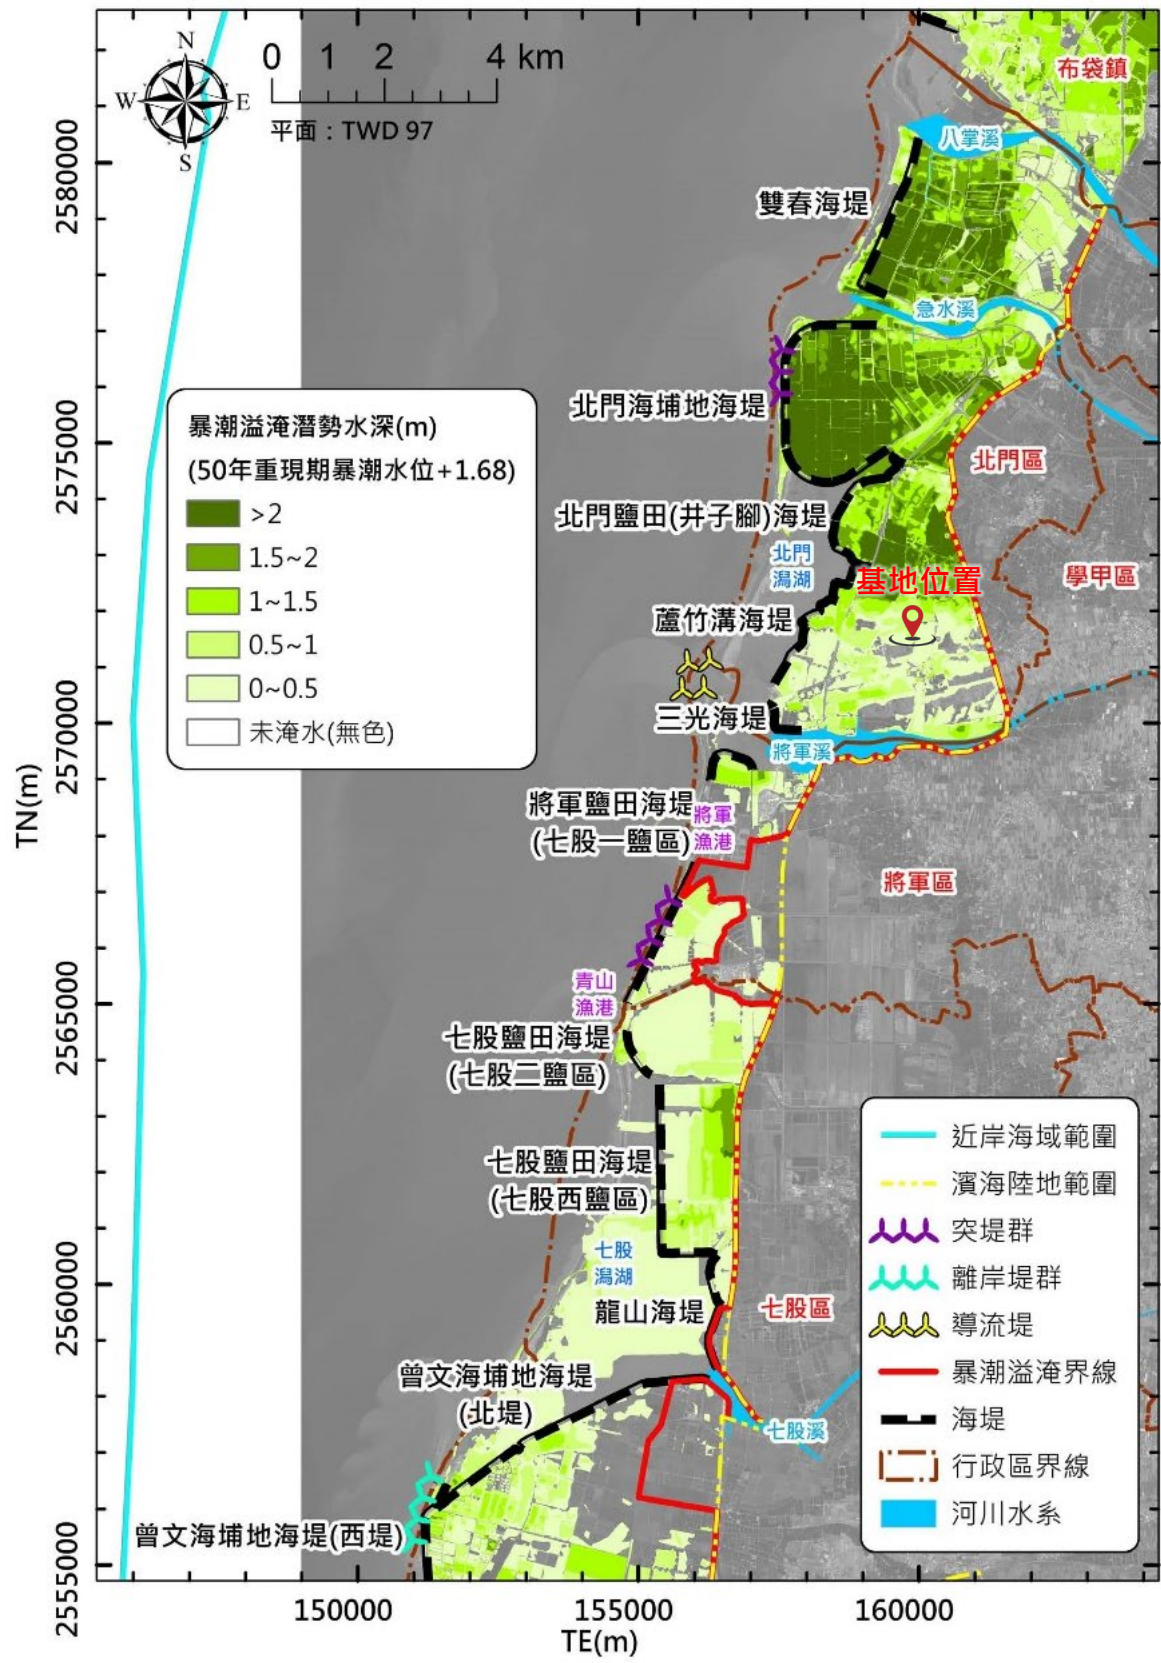 N
W
E
S
0
1
2
4 km
平面：TWD 97
布袋鎮
八掌溪
雙春海堤
急水溪
暴潮溢淹潛勢水深(m)
(50年重現期暴潮水位+1.68)
>2
1.5~2
1~1.5
0.5~1
0~0.5
未淹水(無色)
北門海埔地海堤
北門區
北門鹽田(井子腳)海堤
北門
潟湖
基地位置
學甲區
蘆竹溝海堤
三光海堤
將軍溪
將軍鹽田海堤
(七股一鹽區)
將軍
漁港
將軍區
青山
漁港
七股鹽田海堤
(七股二鹽區)
七股鹽田海堤
(七股西鹽區)
七股
潟湖
龍山海堤
七股區
曾文海埔地海堤
(北堤)
七股溪
曾文海埔地海堤(西堤)
近岸海域範圍
濱海陸地範圍
突堤群
離岸堤群
導流堤
暴潮溢淹界線
海堤
行政區界線
河川水系
2580000
2575000
2570000
2565000
2560000
2555000
TN(m)
150000
155000
160000
TE(m)